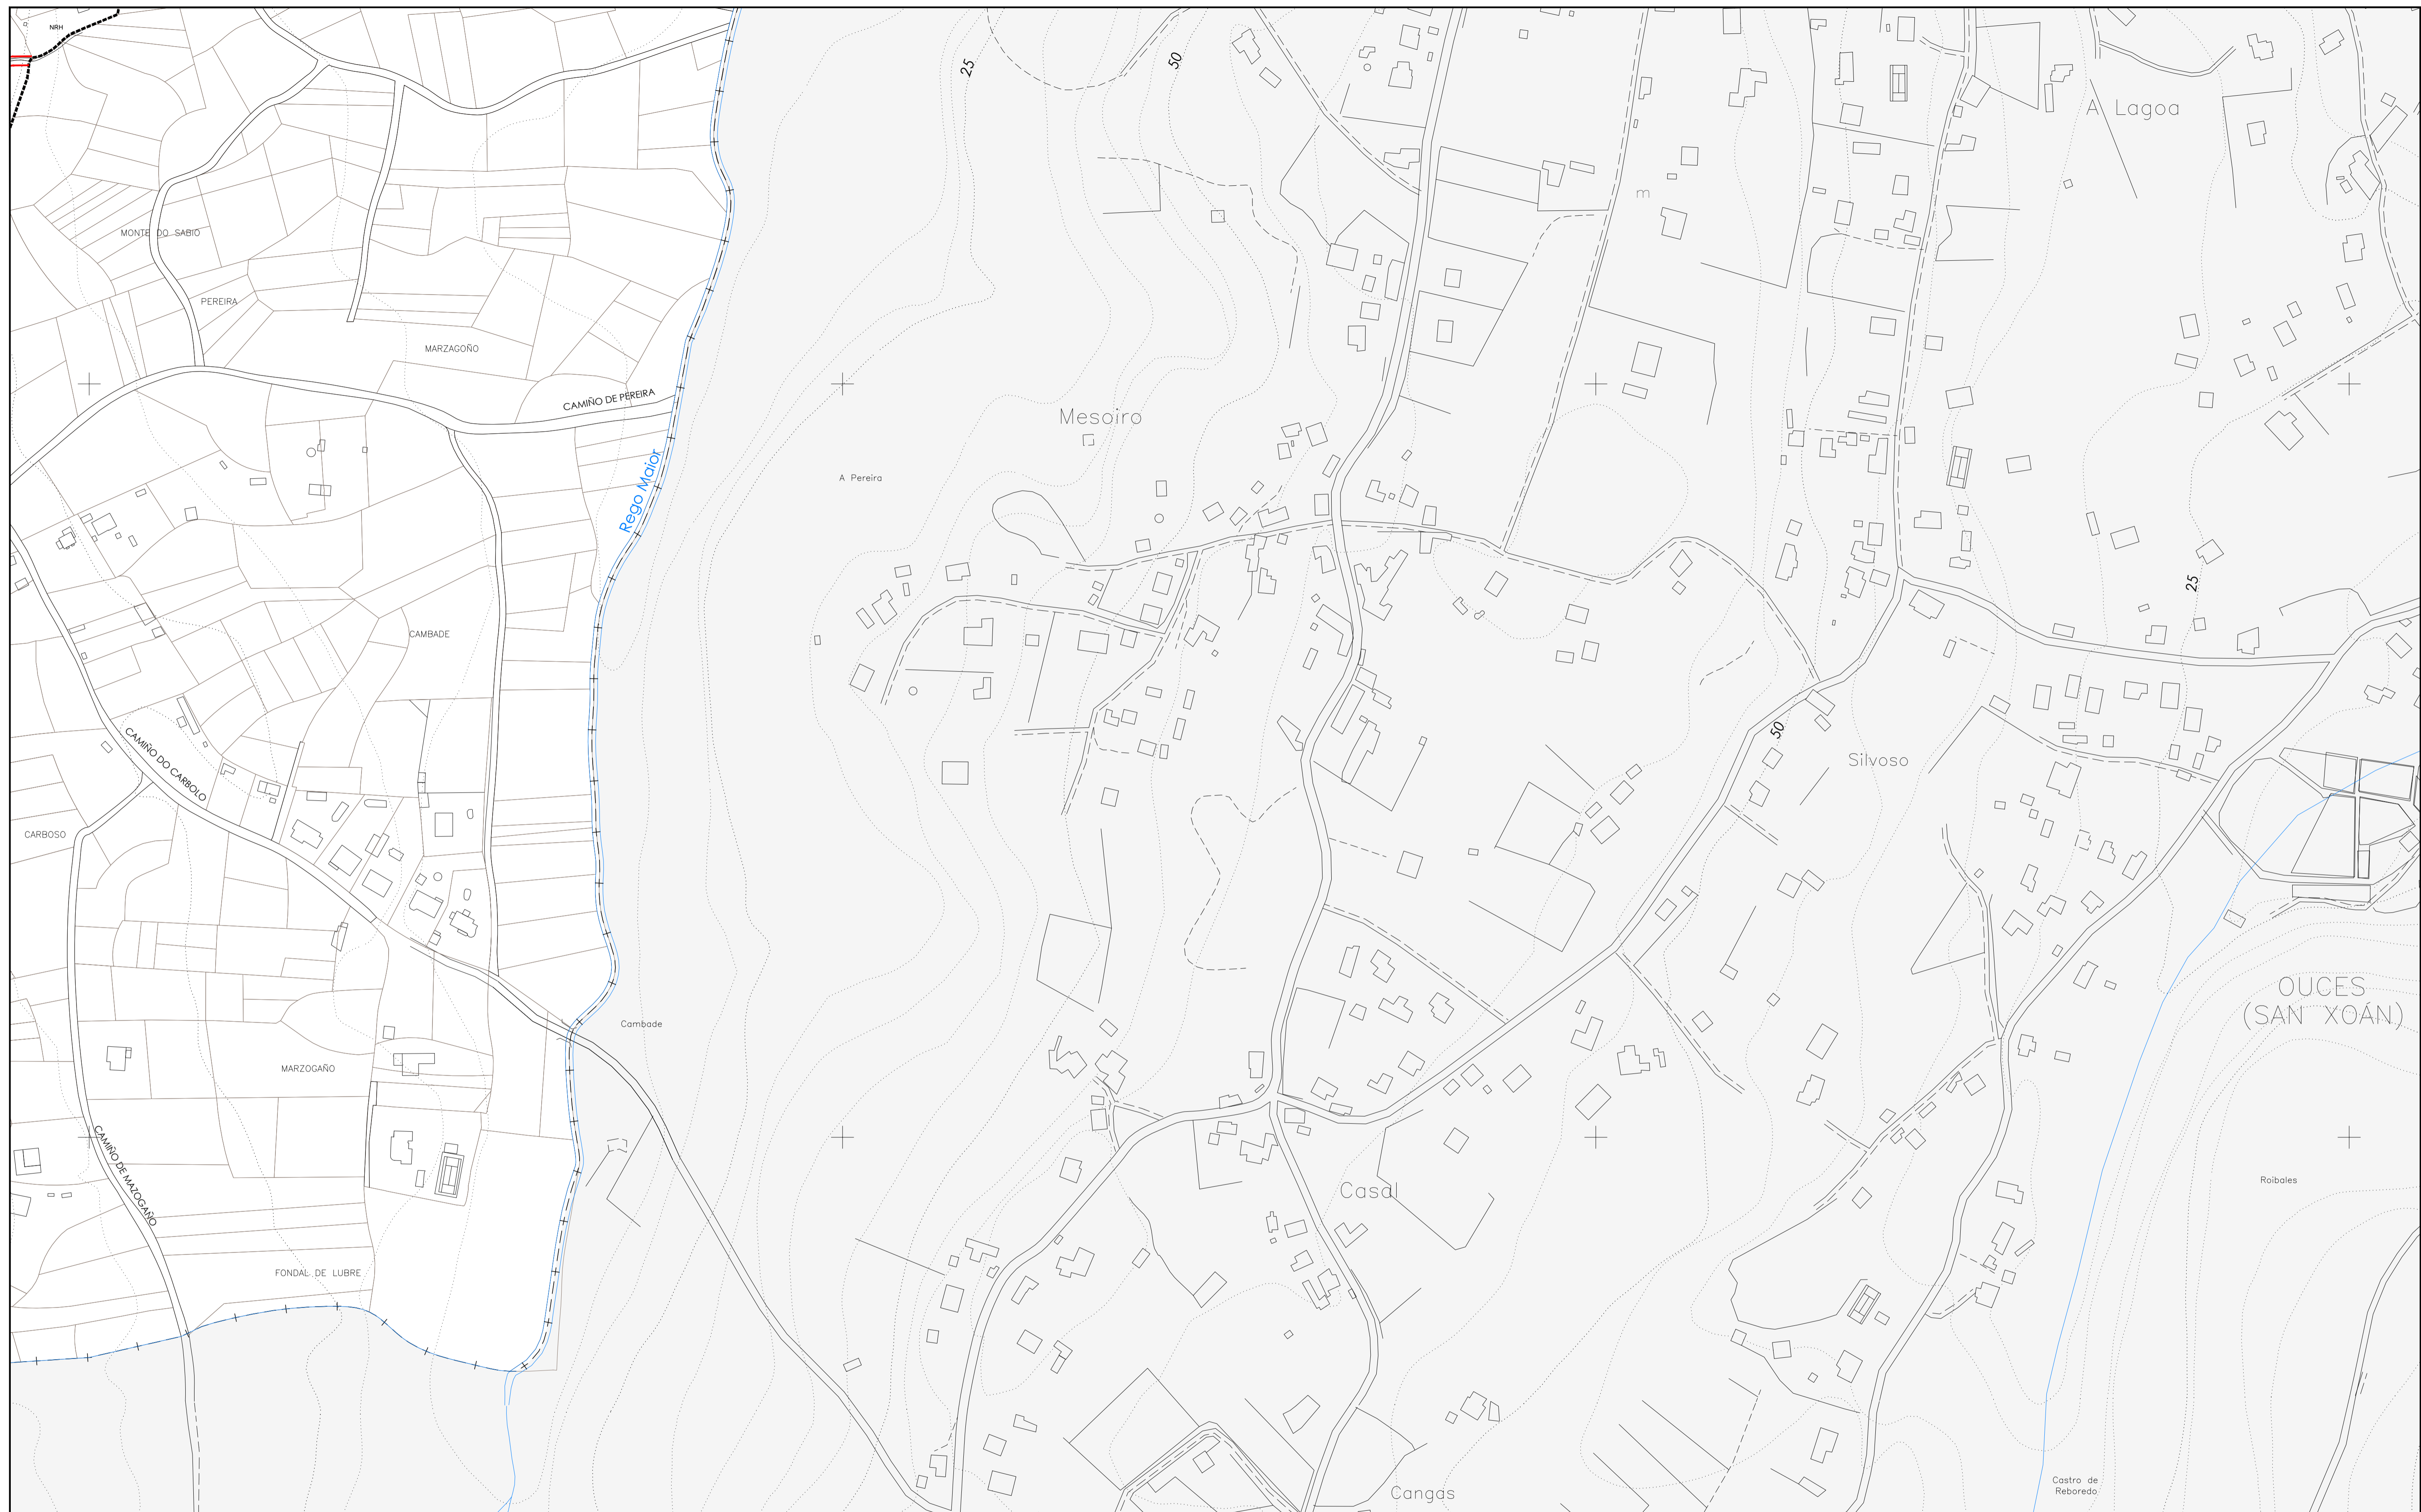 NRH
25
50
A Lagoa
m
MONTE DO SABIO
PEREIRA
MARZAGOÑO
CAMIÑO DE PEREIRA
Mesoiro
Rego Maior
A Pereira
25
CAMBADE
50
CAMIÑO DO CARBOLO
Silvoso
CARBOSO
OUCES
(SAN XOÁN)
Cambade
MARZOGAÑO
CAMIÑO DE MAZOGAÑO
Casal
Roibales
FONDAL DE LUBRE
Cangas
Castro de
Reboredo